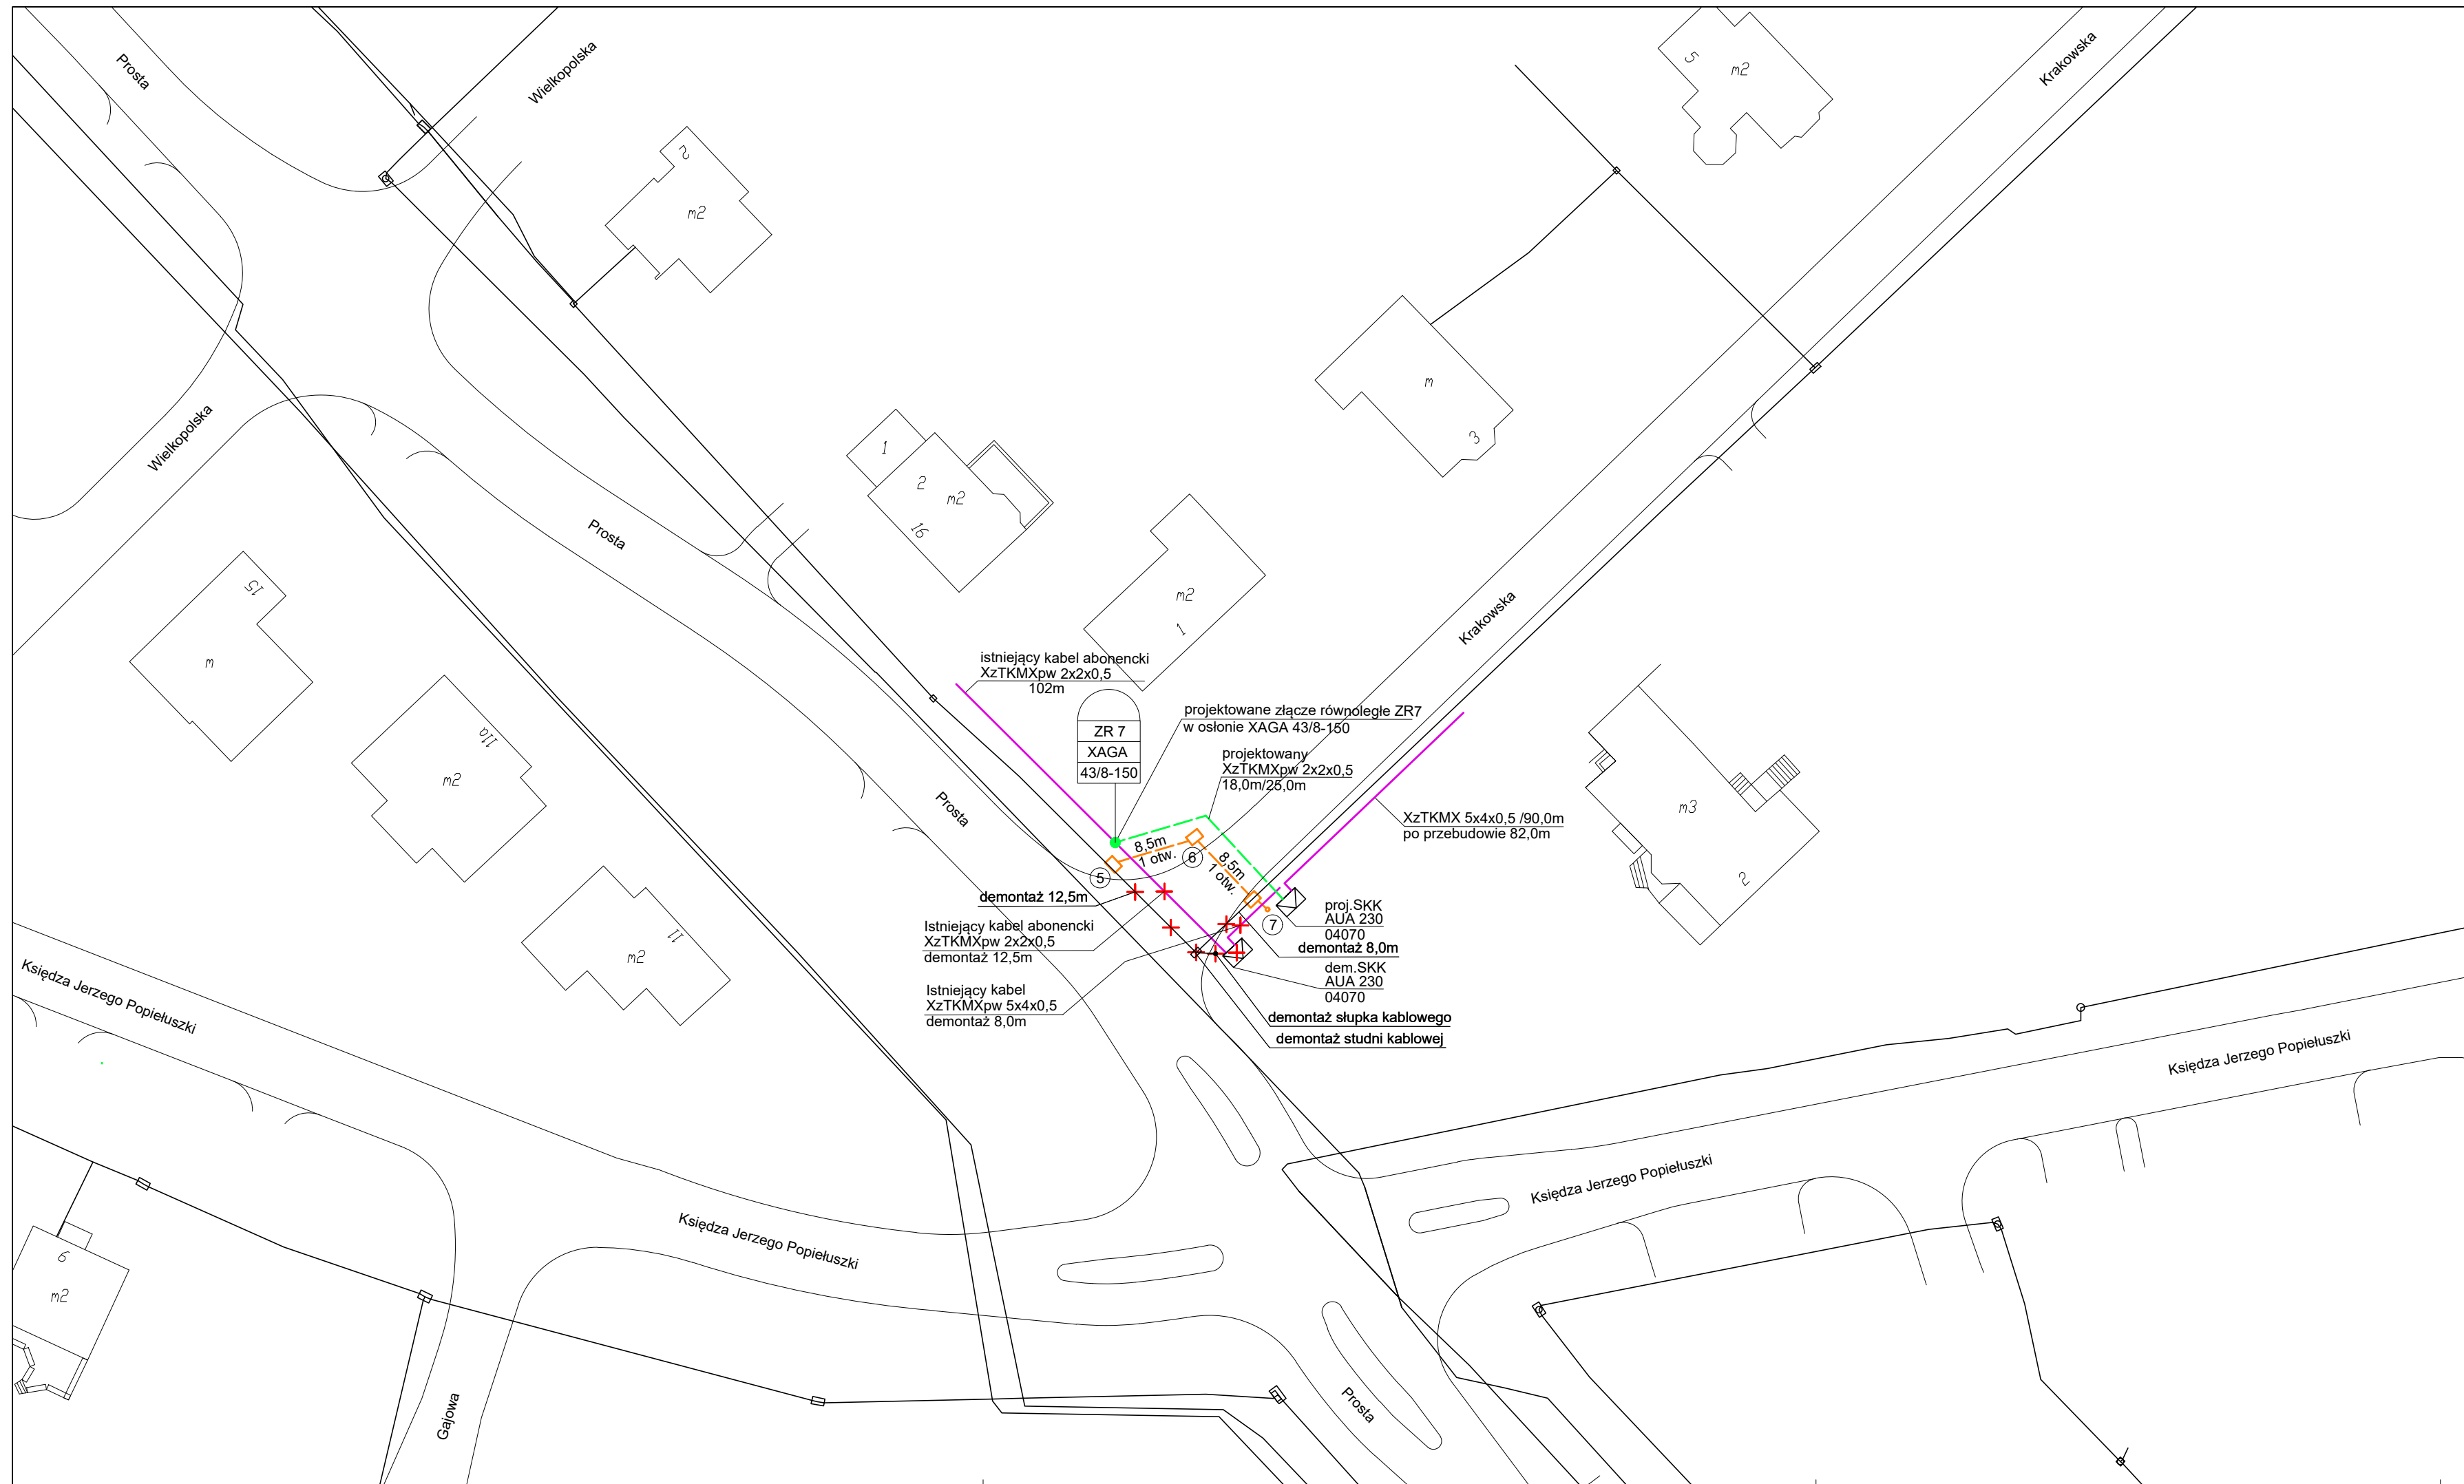 Prosta
Wielkopolska
Krakowska
5
m2
2
m2
m
3
Wielkopolska
1
2
m2
16
Prosta
15
m
m2
1
Krakowska
istniejący kabel abonencki
XzTKMXpw 2x2x0,5
102m
projektowane złącze równoległe ZR7
w osłonie XAGA 43/8-150
ZR 7
XAGA
43/8-150
projektowany
XzTKMXpw 2x2x0,5
18,0m/25,0m
11a
m2
Prosta
XzTKMX 5x4x0,5 /90,0m
po przebudowie 82,0m
m3
2
8,5m
1 otw.
6
8,5m
1 otw.
5
demontaż 12,5m
7
proj.SKK
AUA 230
04070
demontaż 8,0m
Istniejący kabel abonencki
XzTKMXpw 2x2x0,5
demontaż 12,5m
11
m2
dem.SKK
AUA 230
04070
Istniejący kabel
XzTKMXpw 5x4x0,5
demontaż 8,0m
demontaż słupka kablowego
demontaż studni kablowej
Księdza Jerzego Popiełuszki
Księdza Jerzego Popiełuszki
Księdza Jerzego Popiełuszki
Księdza Jerzego Popiełuszki
6
m2
Gajowa
Prosta